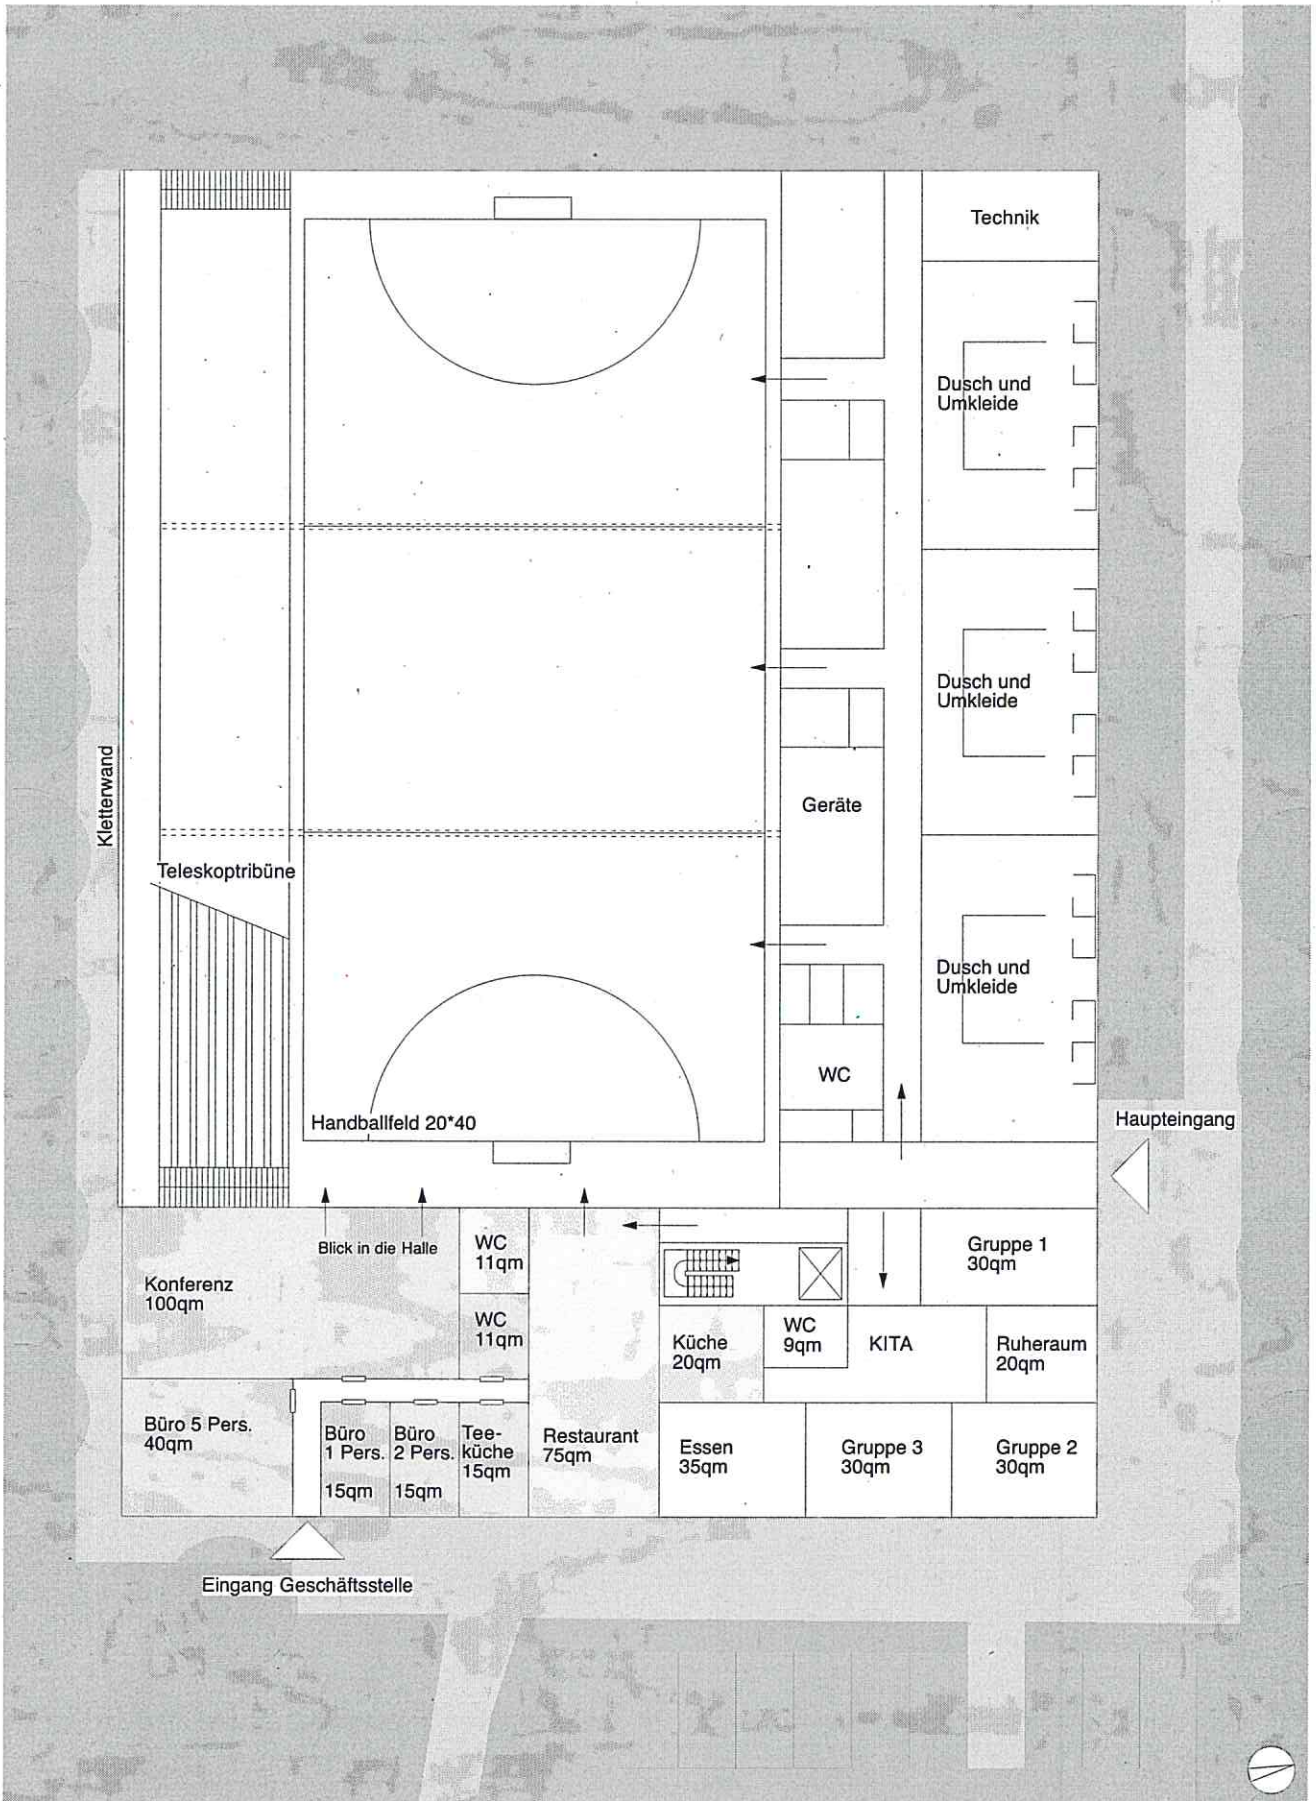 Technik
Dusch und
Umkleide
Dusch und
Umkleide
Kletterwand
Geräte
Teleskoptribüne
Dusch und
Umkleide
WC
Handballfeld 20*40
Haupteingang
Blick in die Halle
WC
11qm
Gruppe 1
30qm
Konferenz
100qm
WC
11qm
Küche
20qm
WC
9qm
KITA
Ruheraum
20qm
Büro 5 Pers.
40qm
Büro
1 Pers.
15qm
Büro
2 Pers.
15qm
Tee-
küche
15qm
Restaurant
75qm
Essen
35qm
Gruppe 3
30qm
Gruppe 2
30qm
Eingang Geschäftsstelle